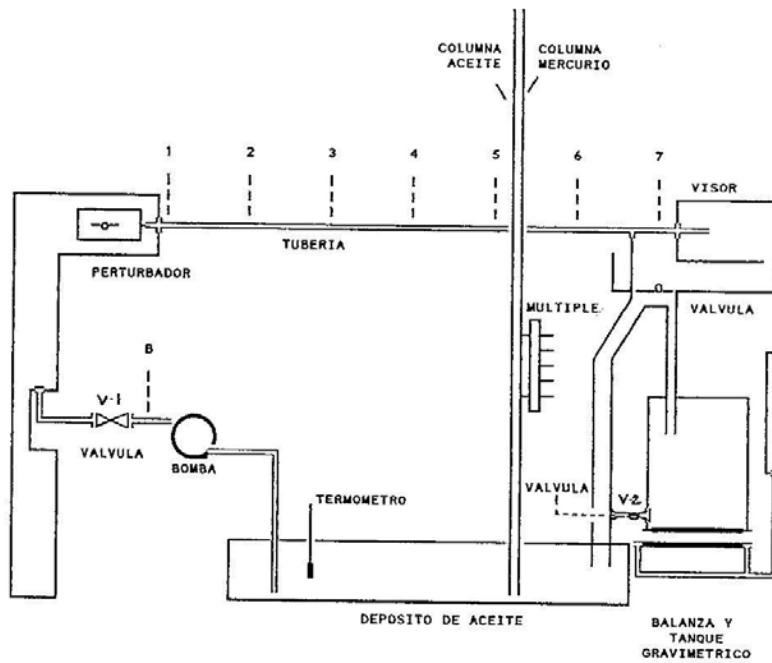 COLUMNA
ACEITE
COLUMNA
MERCURIO
1
2
3
4
5
6
7
VISOR
TUBERIA
PERTURBADOR
MULTIPLE
VALVULA
B
V-1
VALVULA
BOMBA
TERMOMETRO
VALVULA
V-2
DEPOSITO DE ACEITE
BALANZA Y
TANQUE
GRAVIMETRICO